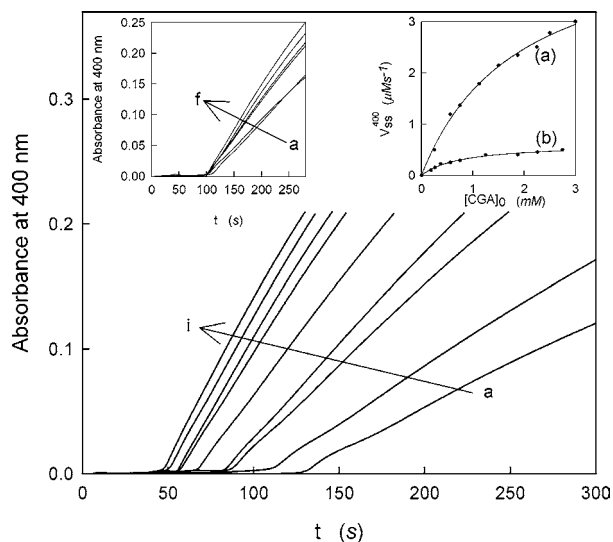 Absorbance at 400 nm
0.3
0.2
0.1
0.0
0 50 100 150 200 250 300
t (s)
i
a
Absorbance at 400 nm
0.25
0.20
0.15
0.10
0.05
0.00
0 50 100 150 200 250
t (s)
f
a
V_ss^400 (μMs⁻¹)
3
2
1
0
0 1 2 3
[CGA]₀ (mM)
(a)
(b)